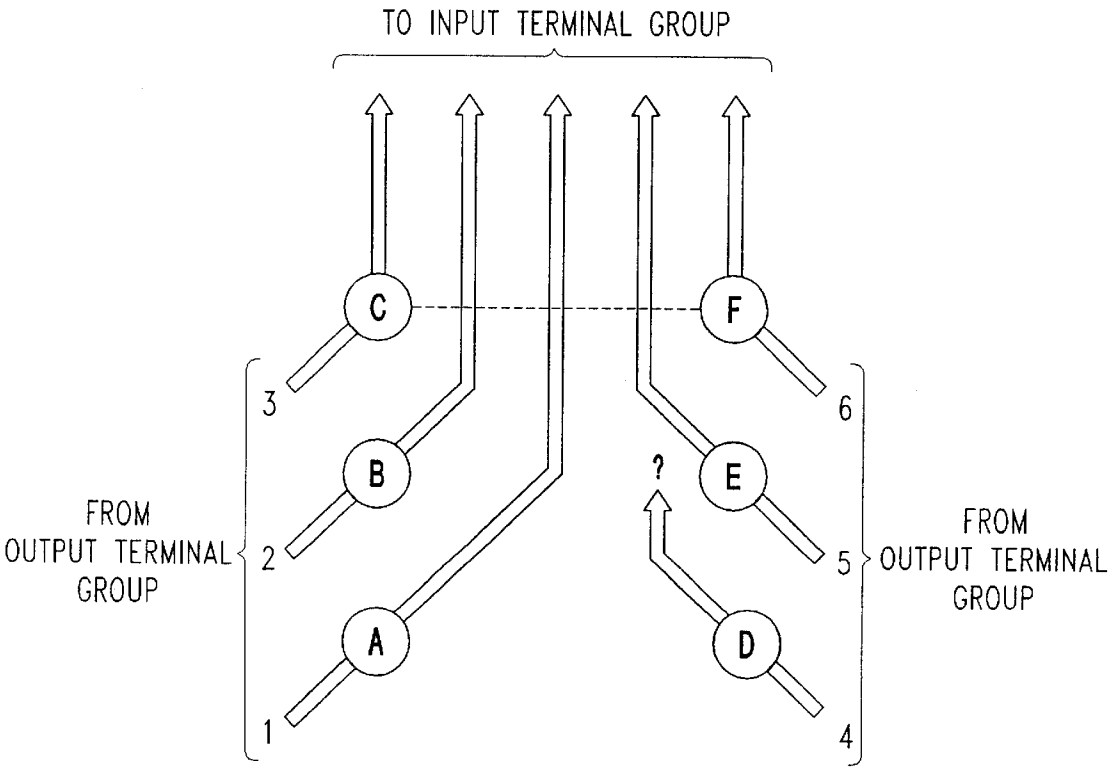 TO INPUT TERMINAL GROUP
C
F
3
6
B
?
E
FROM
OUTPUT TERMINAL
GROUP
2
5
FROM
OUTPUT TERMINAL
GROUP
A
D
1
4